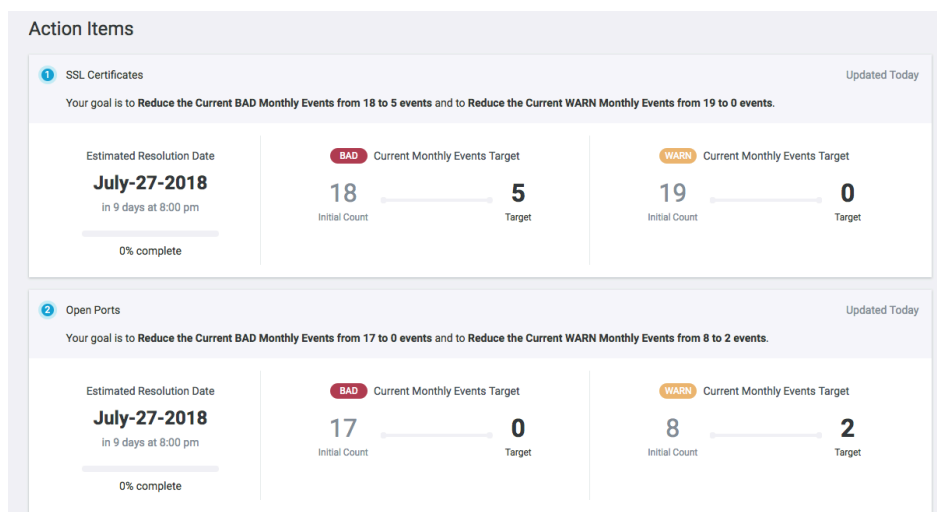 Action Items
1 SSL Certificates Updated Today
Your goal is to Reduce the Current BAD Monthly Events from 18 to 5 events and to Reduce the Current WARN Monthly Events from 19 to 0 events.
Estimated Resolution Date
July-27-2018
in 9 days at 8:00 pm
0% complete
BAD Current Monthly Events Target
18 5
Initial Count Target
WARN Current Monthly Events Target
19 0
Initial Count Target
2 Open Ports Updated Today
Your goal is to Reduce the Current BAD Monthly Events from 17 to 0 events and to Reduce the Current WARN Monthly Events from 8 to 2 events.
Estimated Resolution Date
July-27-2018
in 9 days at 8:00 pm
0% complete
BAD Current Monthly Events Target
17 0
Initial Count Target
WARN Current Monthly Events Target
8 2
Initial Count Target